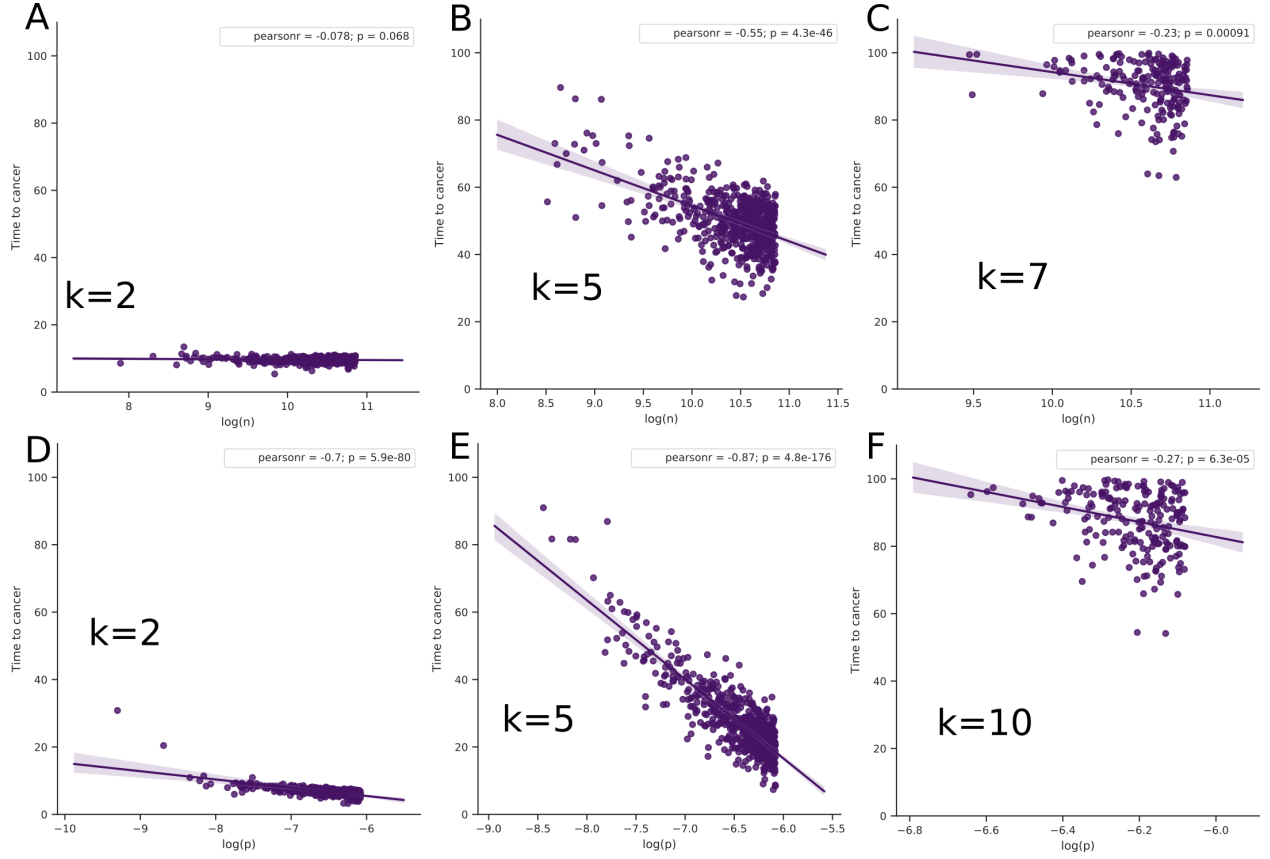 A
pearsonr = -0.078; p = 0.068
100
80
60
40
20
0
Time to cancer
k=2
8
9
10
11
log(n)
B
pearsonr = -0.55; p = 4.3e-46
100
80
60
40
20
0
Time to cancer
k=5
8.0
8.5
9.0
9.5
10.0
10.5
11.0
11.5
log(n)
C
pearsonr = -0.23; p = 0.00091
100
80
60
40
20
0
Time to cancer
k=7
9.5
10.0
10.5
11.0
log(n)
D
pearsonr = -0.7; p = 5.9e-80
100
80
60
40
20
0
Time to cancer
k=2
−10
−9
−8
−7
−6
log(p)
E
pearsonr = -0.87; p = 4.8e-176
100
80
60
40
20
0
Time to cancer
k=5
−9.0
−8.5
−8.0
−7.5
−7.0
−6.5
−6.0
−5.5
log(p)
F
pearsonr = -0.27; p = 6.3e-05
100
80
60
40
20
0
Time to cancer
k=10
−6.8
−6.6
−6.4
−6.2
−6.0
log(p)